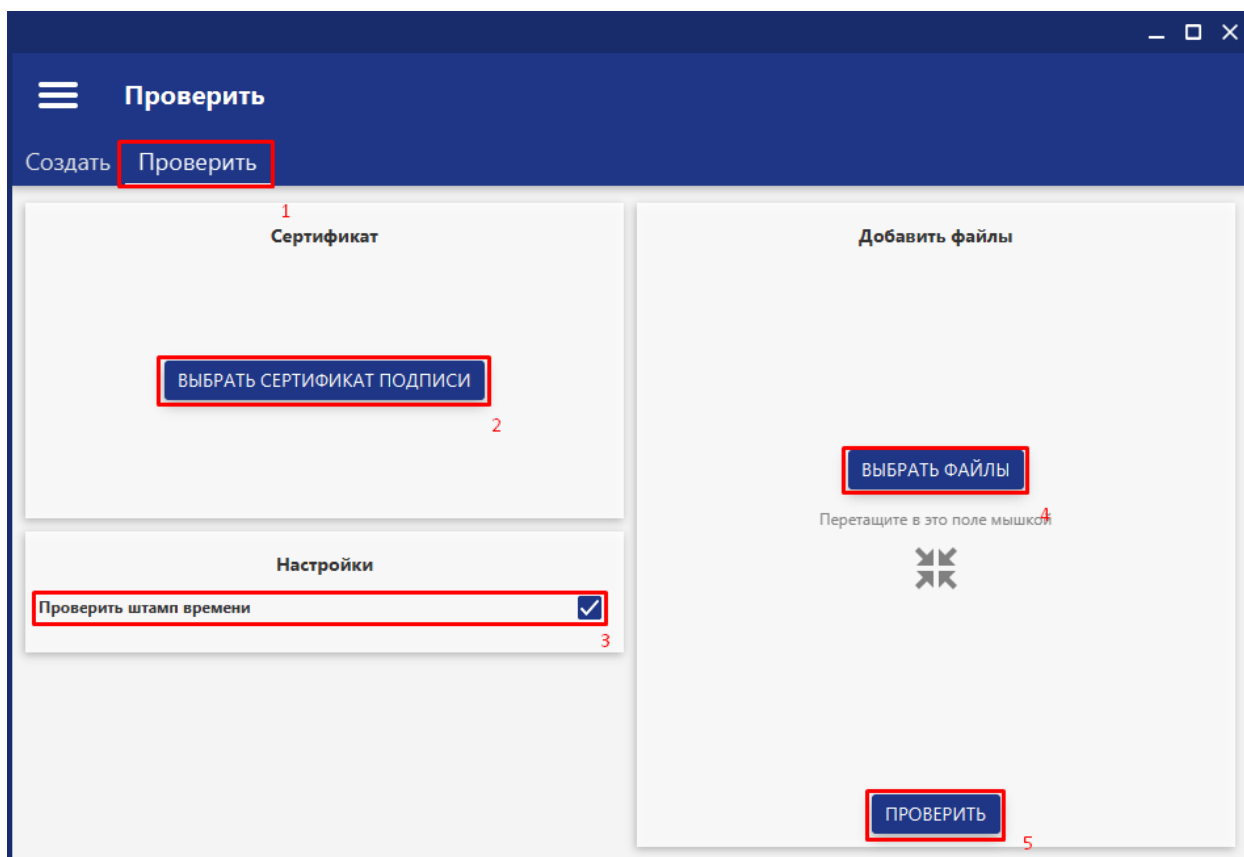 Проверить
Создать Проверить
1
Сертификат
ВЫБРАТЬ СЕРТИФИКАТ ПОДПИСИ
2
Настройки
Проверить штамп времени
3
Добавить файлы
ВЫБРАТЬ ФАЙЛЫ
4
Перетащите в это поле мышкой
ПРОВЕРИТЬ
5